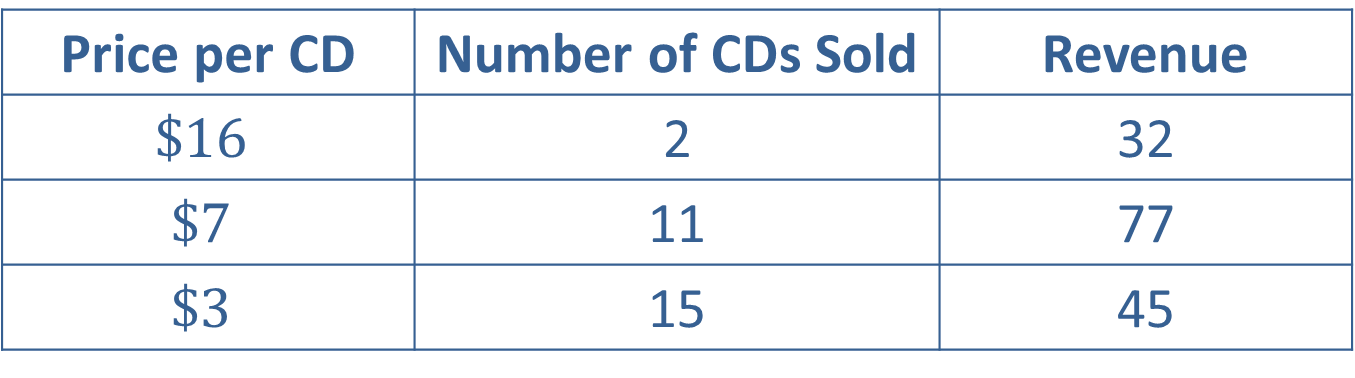 Price per CD Number of CDs Sold Revenue
$16 2 32
$7 11 77
$3 15 45